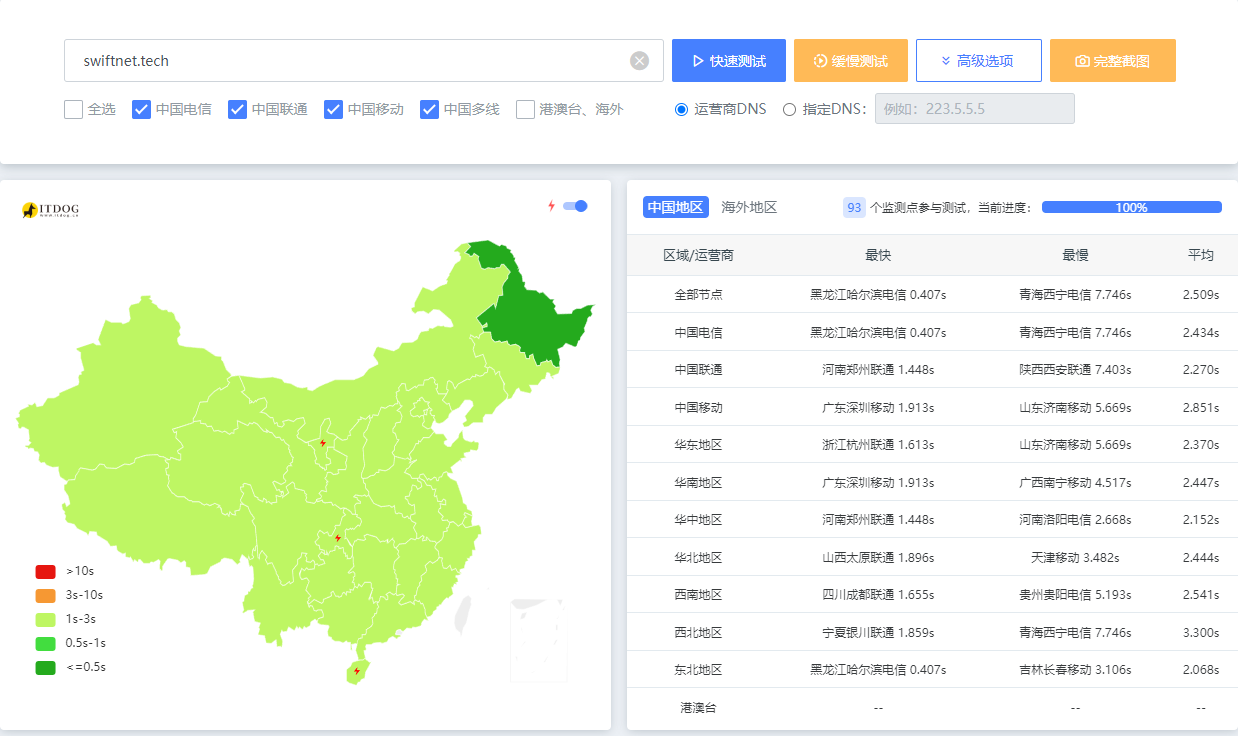 swiftnet.tech
快速测试
缓慢测试
高级选项
完整截图
全选 中国电信 中国联通 中国移动 中国多线 港澳台、海外
运营商DNS 指定DNS： 例如：223.5.5.5
ITDOG
www.itdog.cn
>10s
3s-10s
1s-3s
0.5s-1s
<=0.5s
中国地区 海外地区 93 个监测点参与测试，当前进度： 100%
区域/运营商 最快 最慢 平均
全部节点 黑龙江哈尔滨电信 0.407s 青海西宁电信 7.746s 2.509s
中国电信 黑龙江哈尔滨电信 0.407s 青海西宁电信 7.746s 2.434s
中国联通 河南郑州联通 1.448s 陕西西安联通 7.403s 2.270s
中国移动 广东深圳移动 1.913s 山东济南移动 5.669s 2.851s
华东地区 浙江杭州联通 1.613s 山东济南移动 5.669s 2.370s
华南地区 广东深圳移动 1.913s 广西南宁移动 4.517s 2.447s
华中地区 河南郑州联通 1.448s 河南洛阳电信 2.668s 2.152s
华北地区 山西太原联通 1.896s 天津移动 3.482s 2.444s
西南地区 四川成都联通 1.655s 贵州贵阳电信 5.193s 2.541s
西北地区 宁夏银川联通 1.859s 青海西宁电信 7.746s 3.300s
东北地区 黑龙江哈尔滨电信 0.407s 吉林长春移动 3.106s 2.068s
港澳台 -- -- --